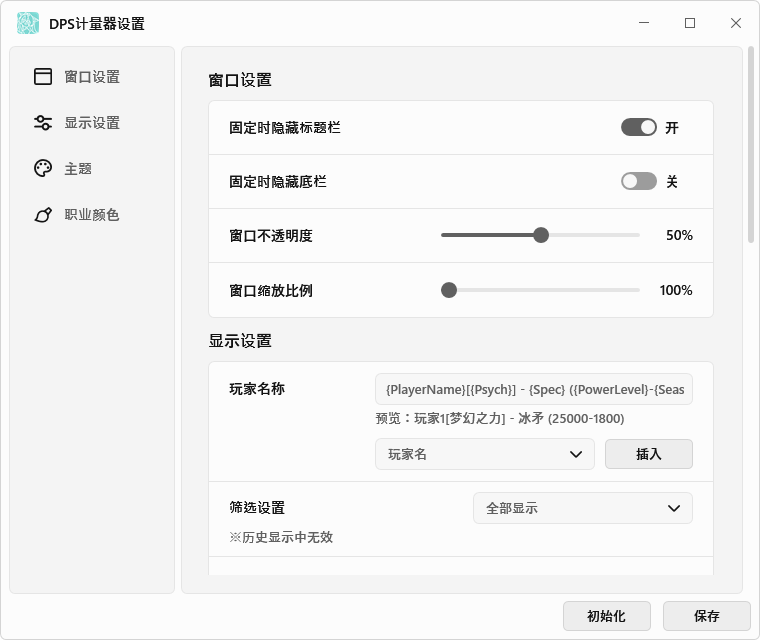 DPS计量器设置
窗口设置
显示设置
主题
职业颜色
窗口设置
固定时隐藏标题栏 开
固定时隐藏底栏 关
窗口不透明度 50%
窗口缩放比例 100%
显示设置
玩家名称 {PlayerName}[{Psych}] - {Spec} ({PowerLevel}-{Seas
预览：玩家1[梦幻之力] - 冰矛 (25000-1800)
玩家名 插入
筛选设置 全部显示
※历史显示中无效
初始化 保存